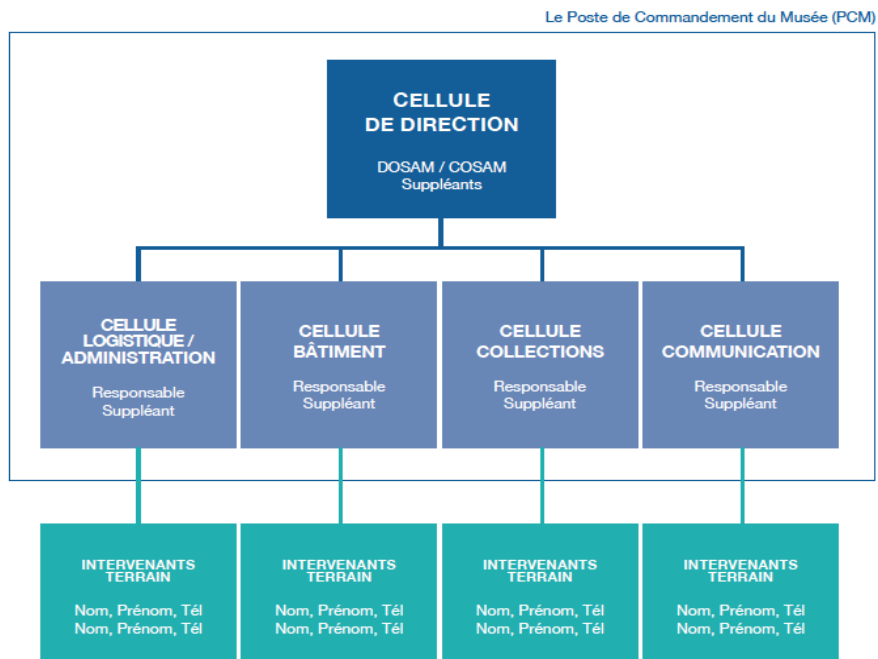 Le Poste de Commandement du Musée (PCM)
CELLULE
DE DIRECTION
DOSAM / COSAM
Suppléants
CELLULE
LOGISTIQUE /
ADMINISTRATION
Responsable
Suppléant
CELLULE
BÂTIMENT
Responsable
Suppléant
CELLULE
COLLECTIONS
Responsable
Suppléant
CELLULE
COMMUNICATION
Responsable
Suppléant
INTERVENANTS
TERRAIN
Nom, Prénom, Tél
Nom, Prénom, Tél
INTERVENANTS
TERRAIN
Nom, Prénom, Tél
Nom, Prénom, Tél
INTERVENANTS
TERRAIN
Nom, Prénom, Tél
Nom, Prénom, Tél
INTERVENANTS
TERRAIN
Nom, Prénom, Tél
Nom, Prénom, Tél